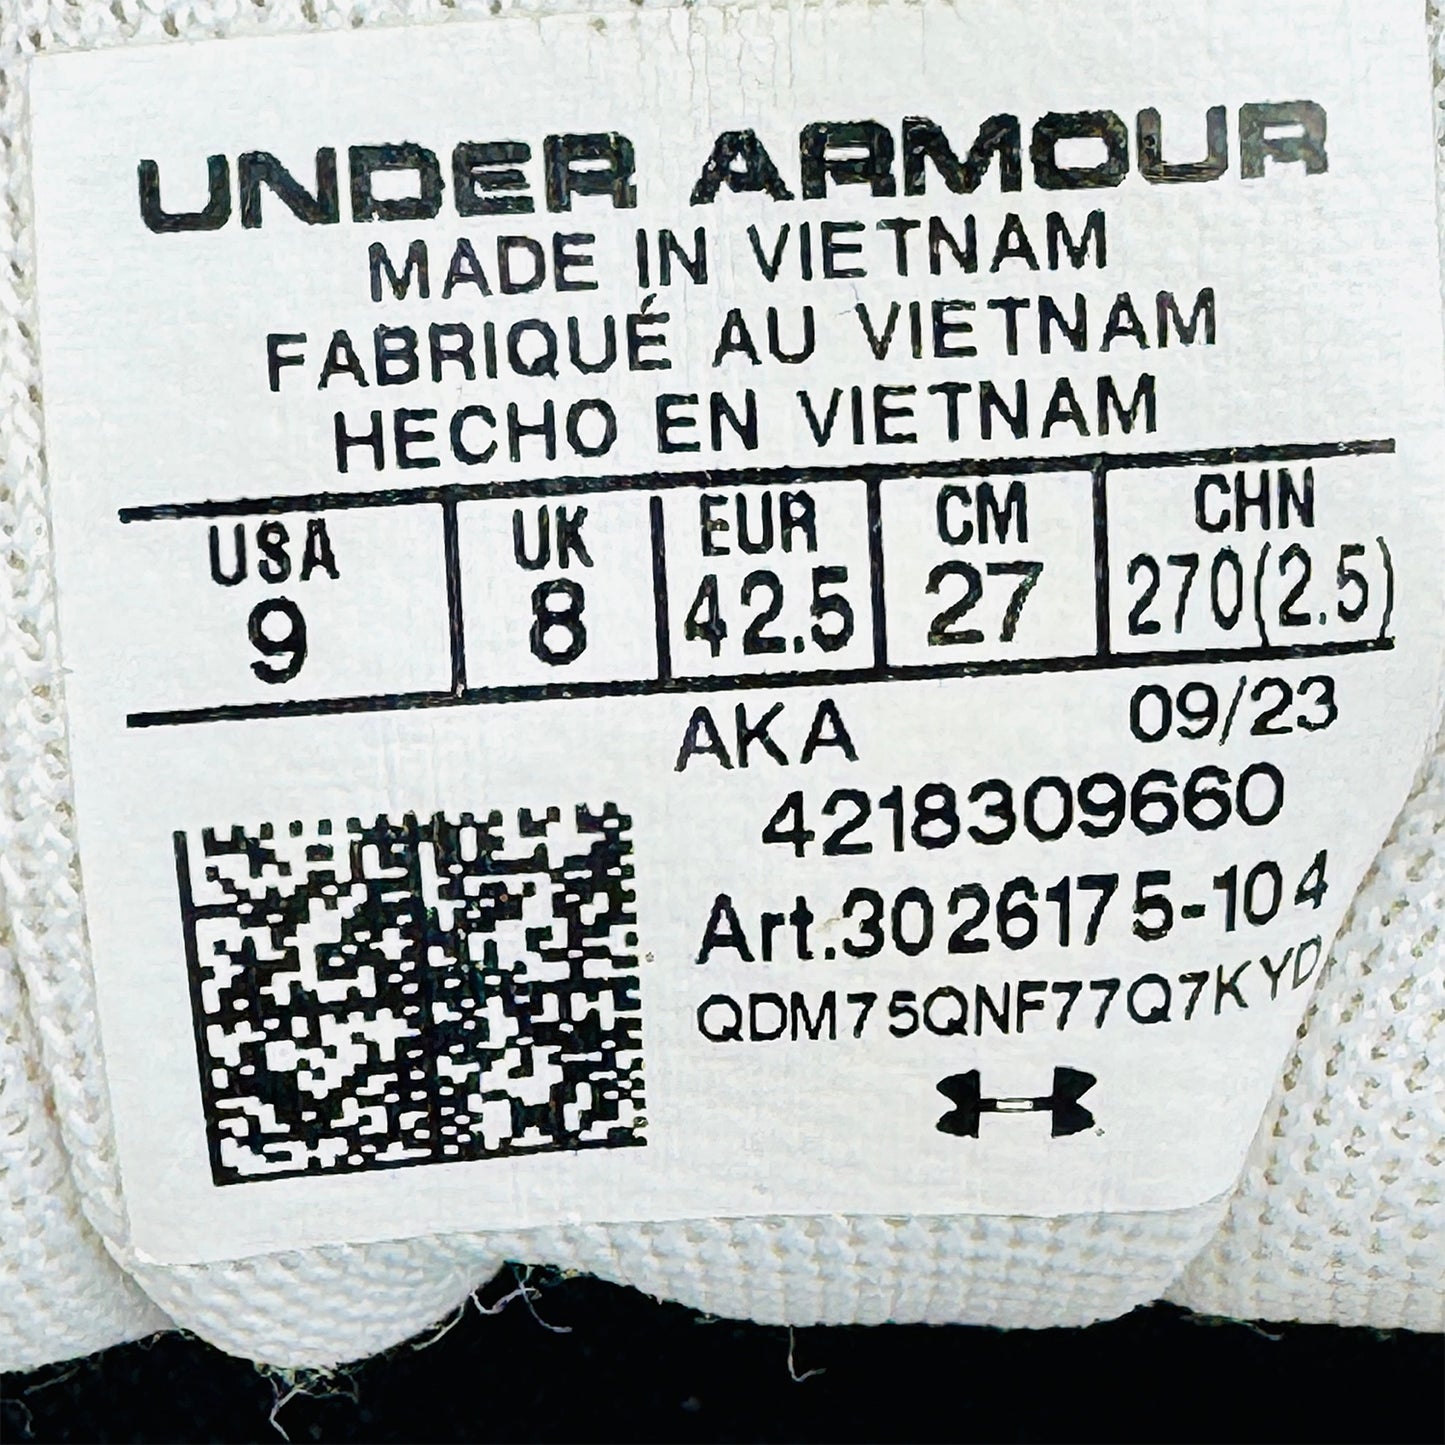 UNDER ARMOUR
MADE IN VIETNAM
FABRIQUÉ AU VIETNAM
HECHO EN VIETNAM
USA UK EUR CM CHN
9 8 42.5 27 270(2.5)
AKA 09/23
4218309660
Art.3026175-104
QDM75QNF77Q7KYD